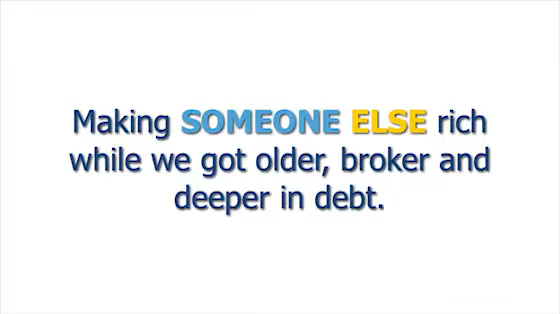 Making SOMEONE ELSE rich
while we got older, broker and
deeper in debt.